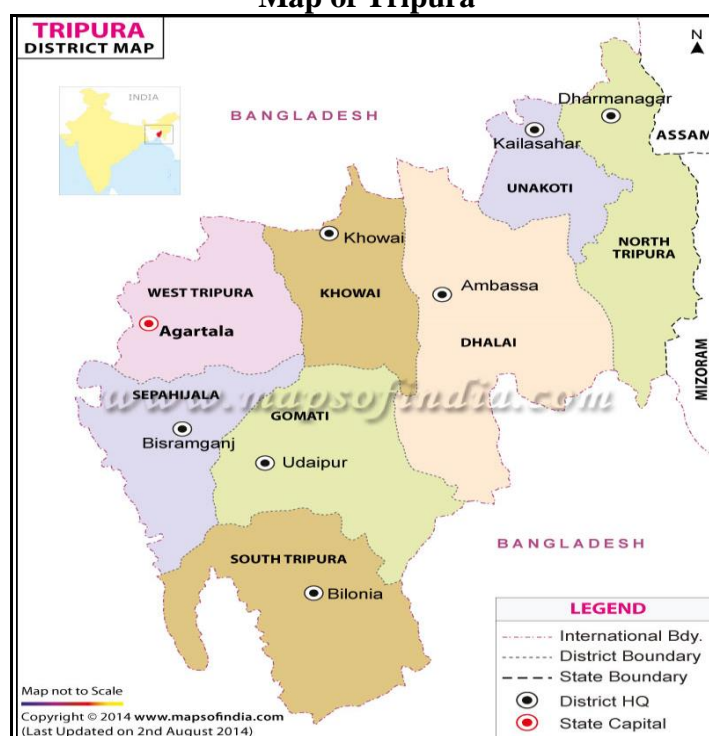 Map of Tripura
TRIPURA
DISTRICT MAP
N
INDIA
BANGLADESH
Dharmanagar
ASSAM
Kailasahar
UNAKOTI
NORTH
TRIPURA
Khowai
WEST TRIPURA
KHOWAI
Ambassa
Agartala
DHALAI
MIZORAM
SEPAHIJALA
www.mapsofindia.com
GOMATI
Bisramganj
Udaipur
BANGLADESH
SOUTH TRIPURA
Bilonia
LEGEND
International Bdy.
District Boundary
State Boundary
District HQ
State Capital
Map not to Scale
Copyright © 2014 www.mapsofindia.com
(Last Updated on 2nd August 2014)